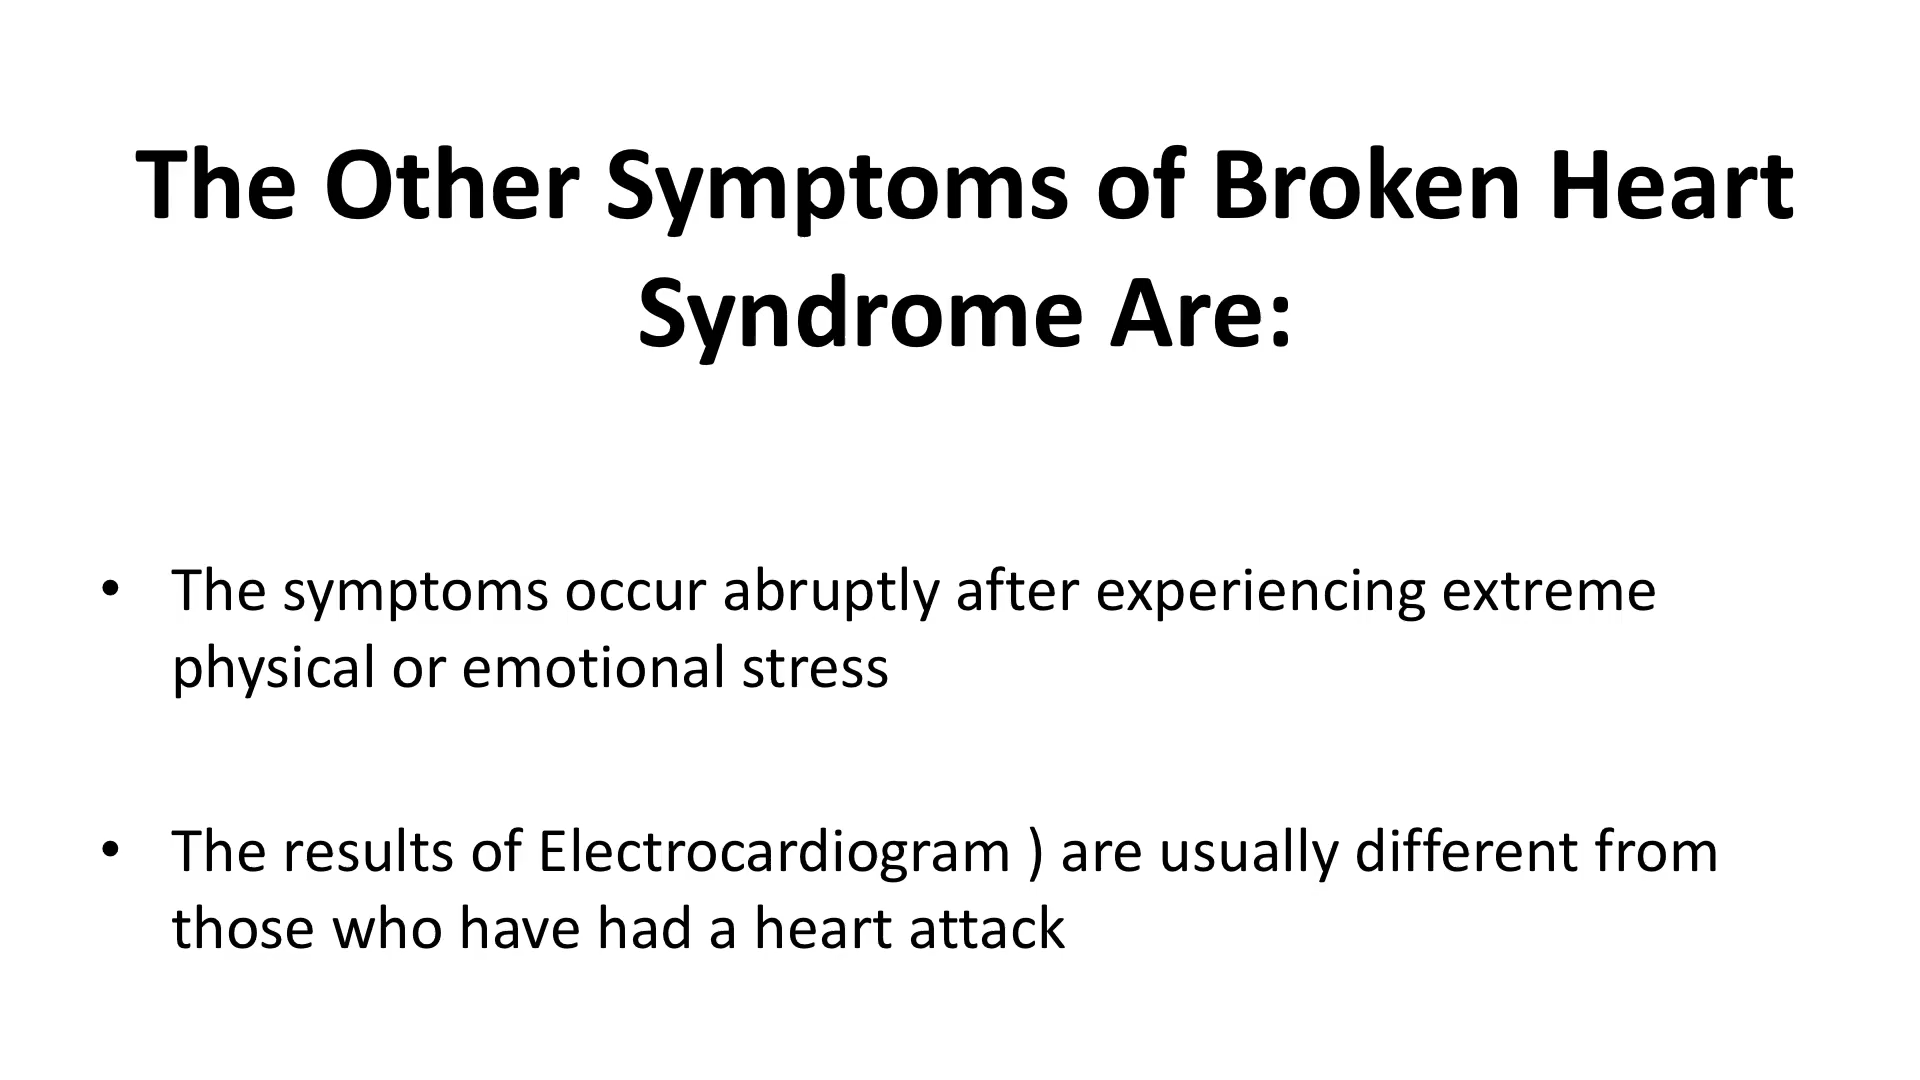 The Other Symptoms of Broken Heart
Syndrome Are:
• The symptoms occur abruptly after experiencing extreme
physical or emotional stress
• The results of Electrocardiogram ) are usually different from
those who have had a heart attack